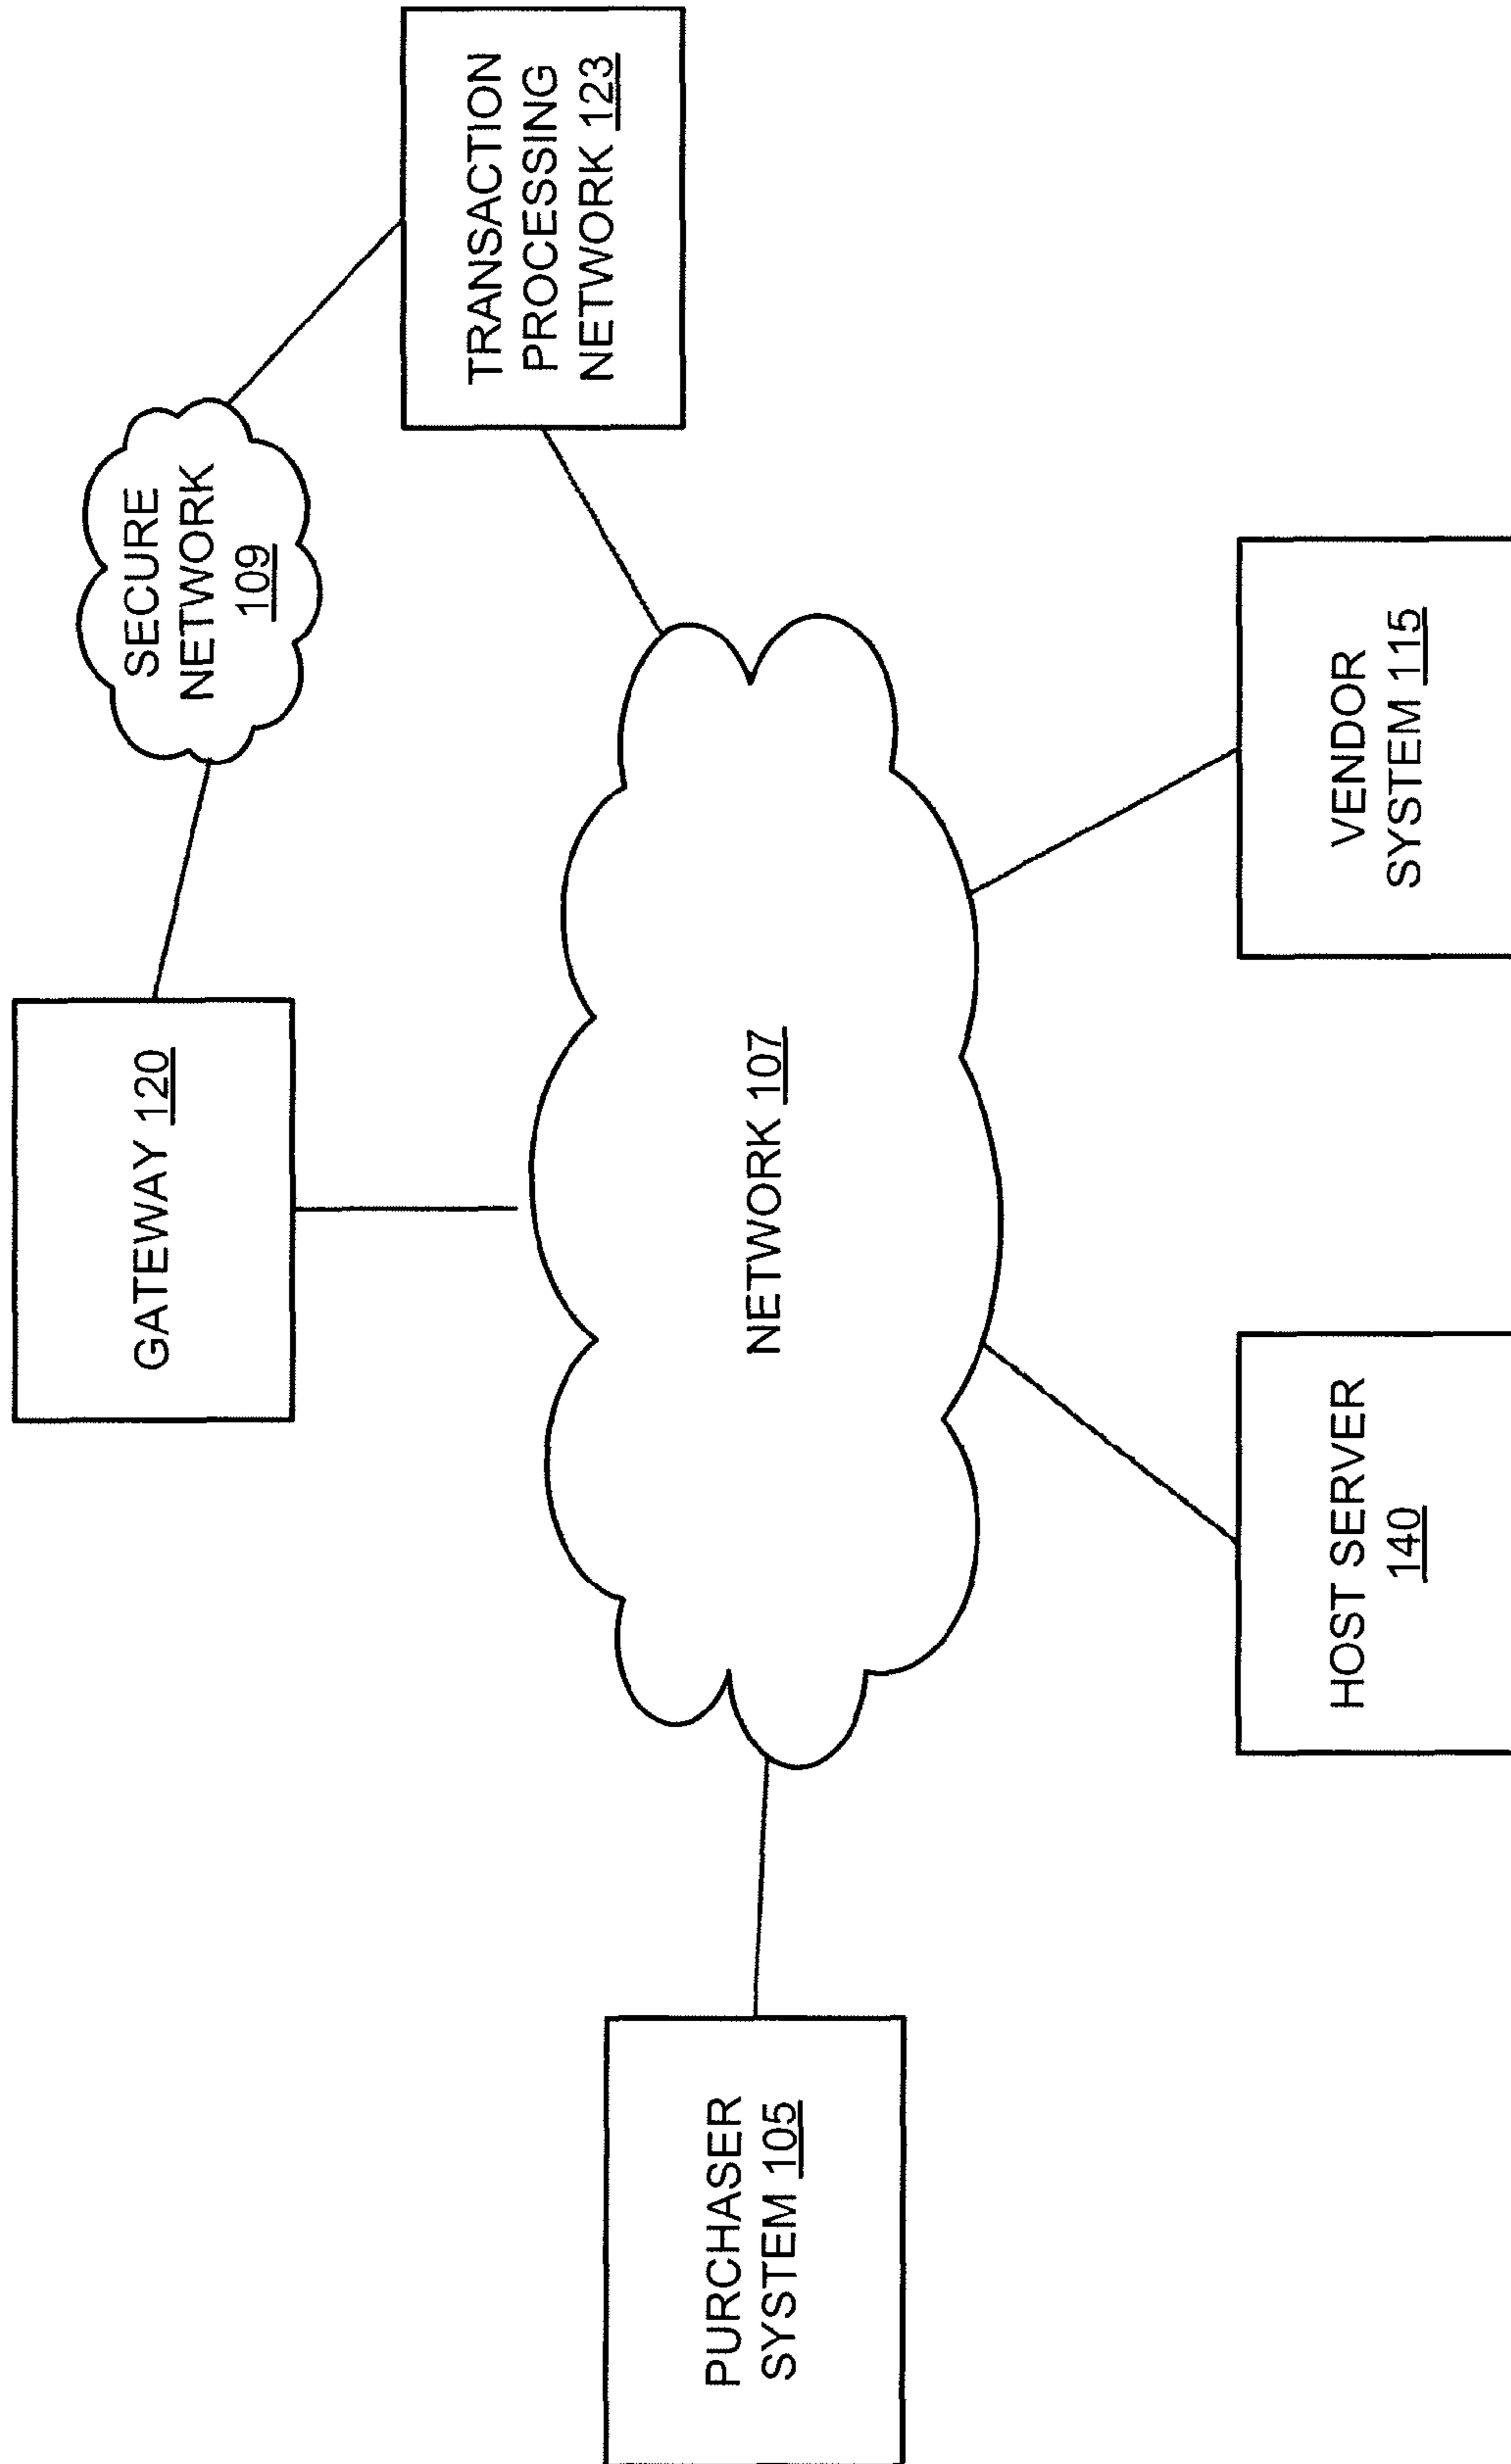 GATEWAY 120
SECURE
NETWORK
109
TRANSACTION
PROCESSING
NETWORK 123
PURCHASER
SYSTEM 105
NETWORK 107
HOST SERVER
140
VENDOR
SYSTEM 115